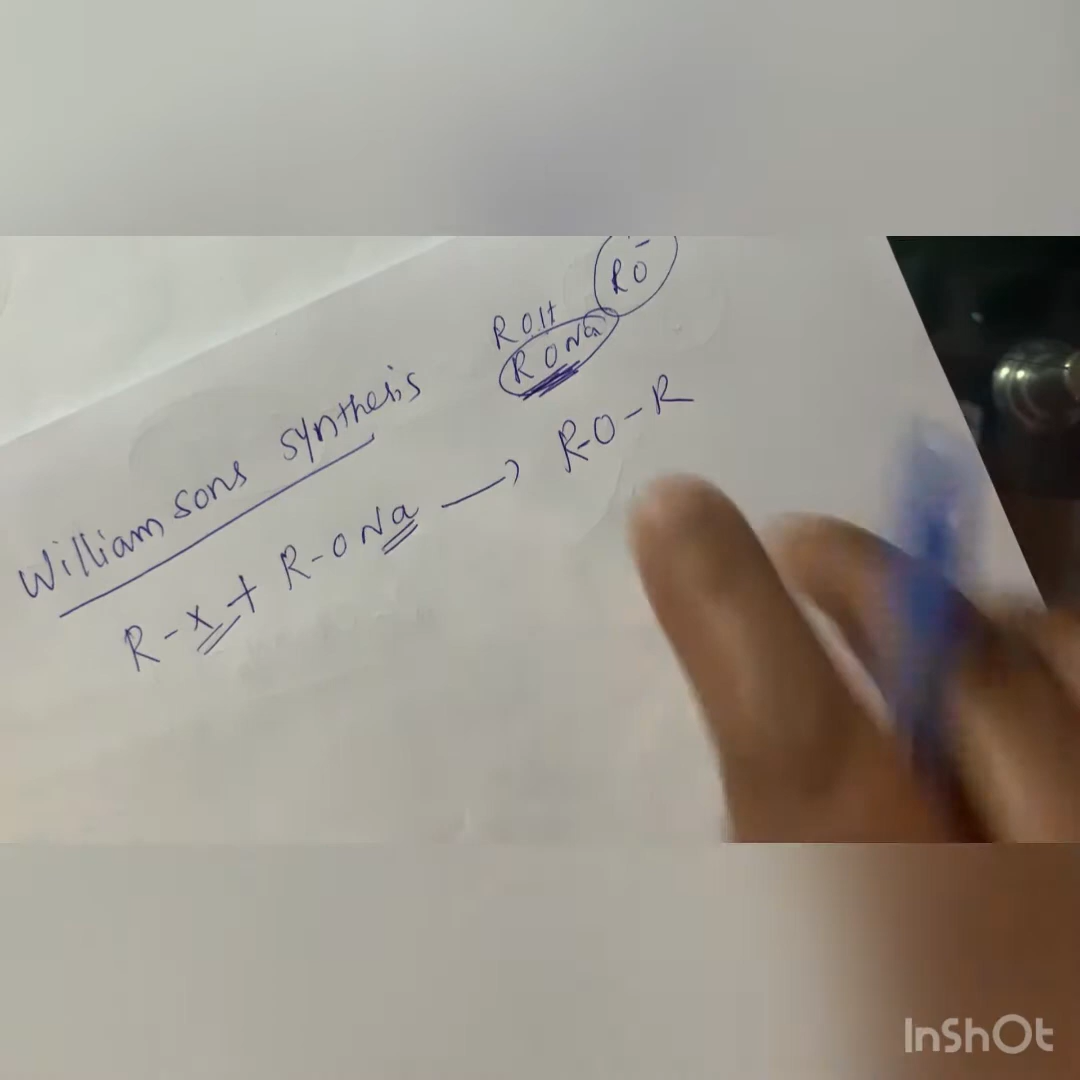 RO⁻
ROH
RONa
Williamsons synthesis
R-X + R-ONa → R-O-R
InShOt